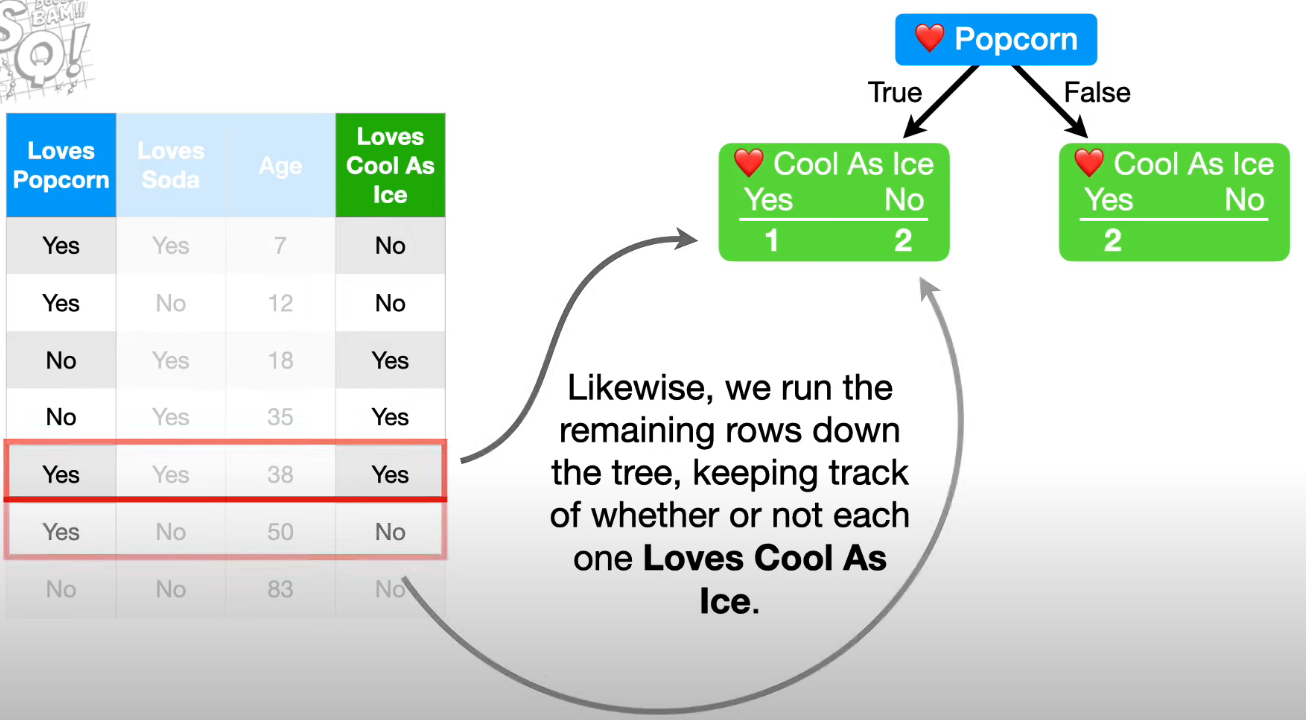 BAM!!!
SQ!
❤️ Popcorn
True
False
Loves Popcorn
Loves Soda
Age
Loves Cool As Ice
Yes Yes 7 No
Yes No 12 No
No Yes 18 Yes
No Yes 35 Yes
Yes Yes 38 Yes
Yes No 50 No
No No 83 No
❤️ Cool As Ice
Yes No
1 2
❤️ Cool As Ice
Yes No
2
Likewise, we run the
remaining rows down
the tree, keeping track
of whether or not each
one Loves Cool As
Ice.